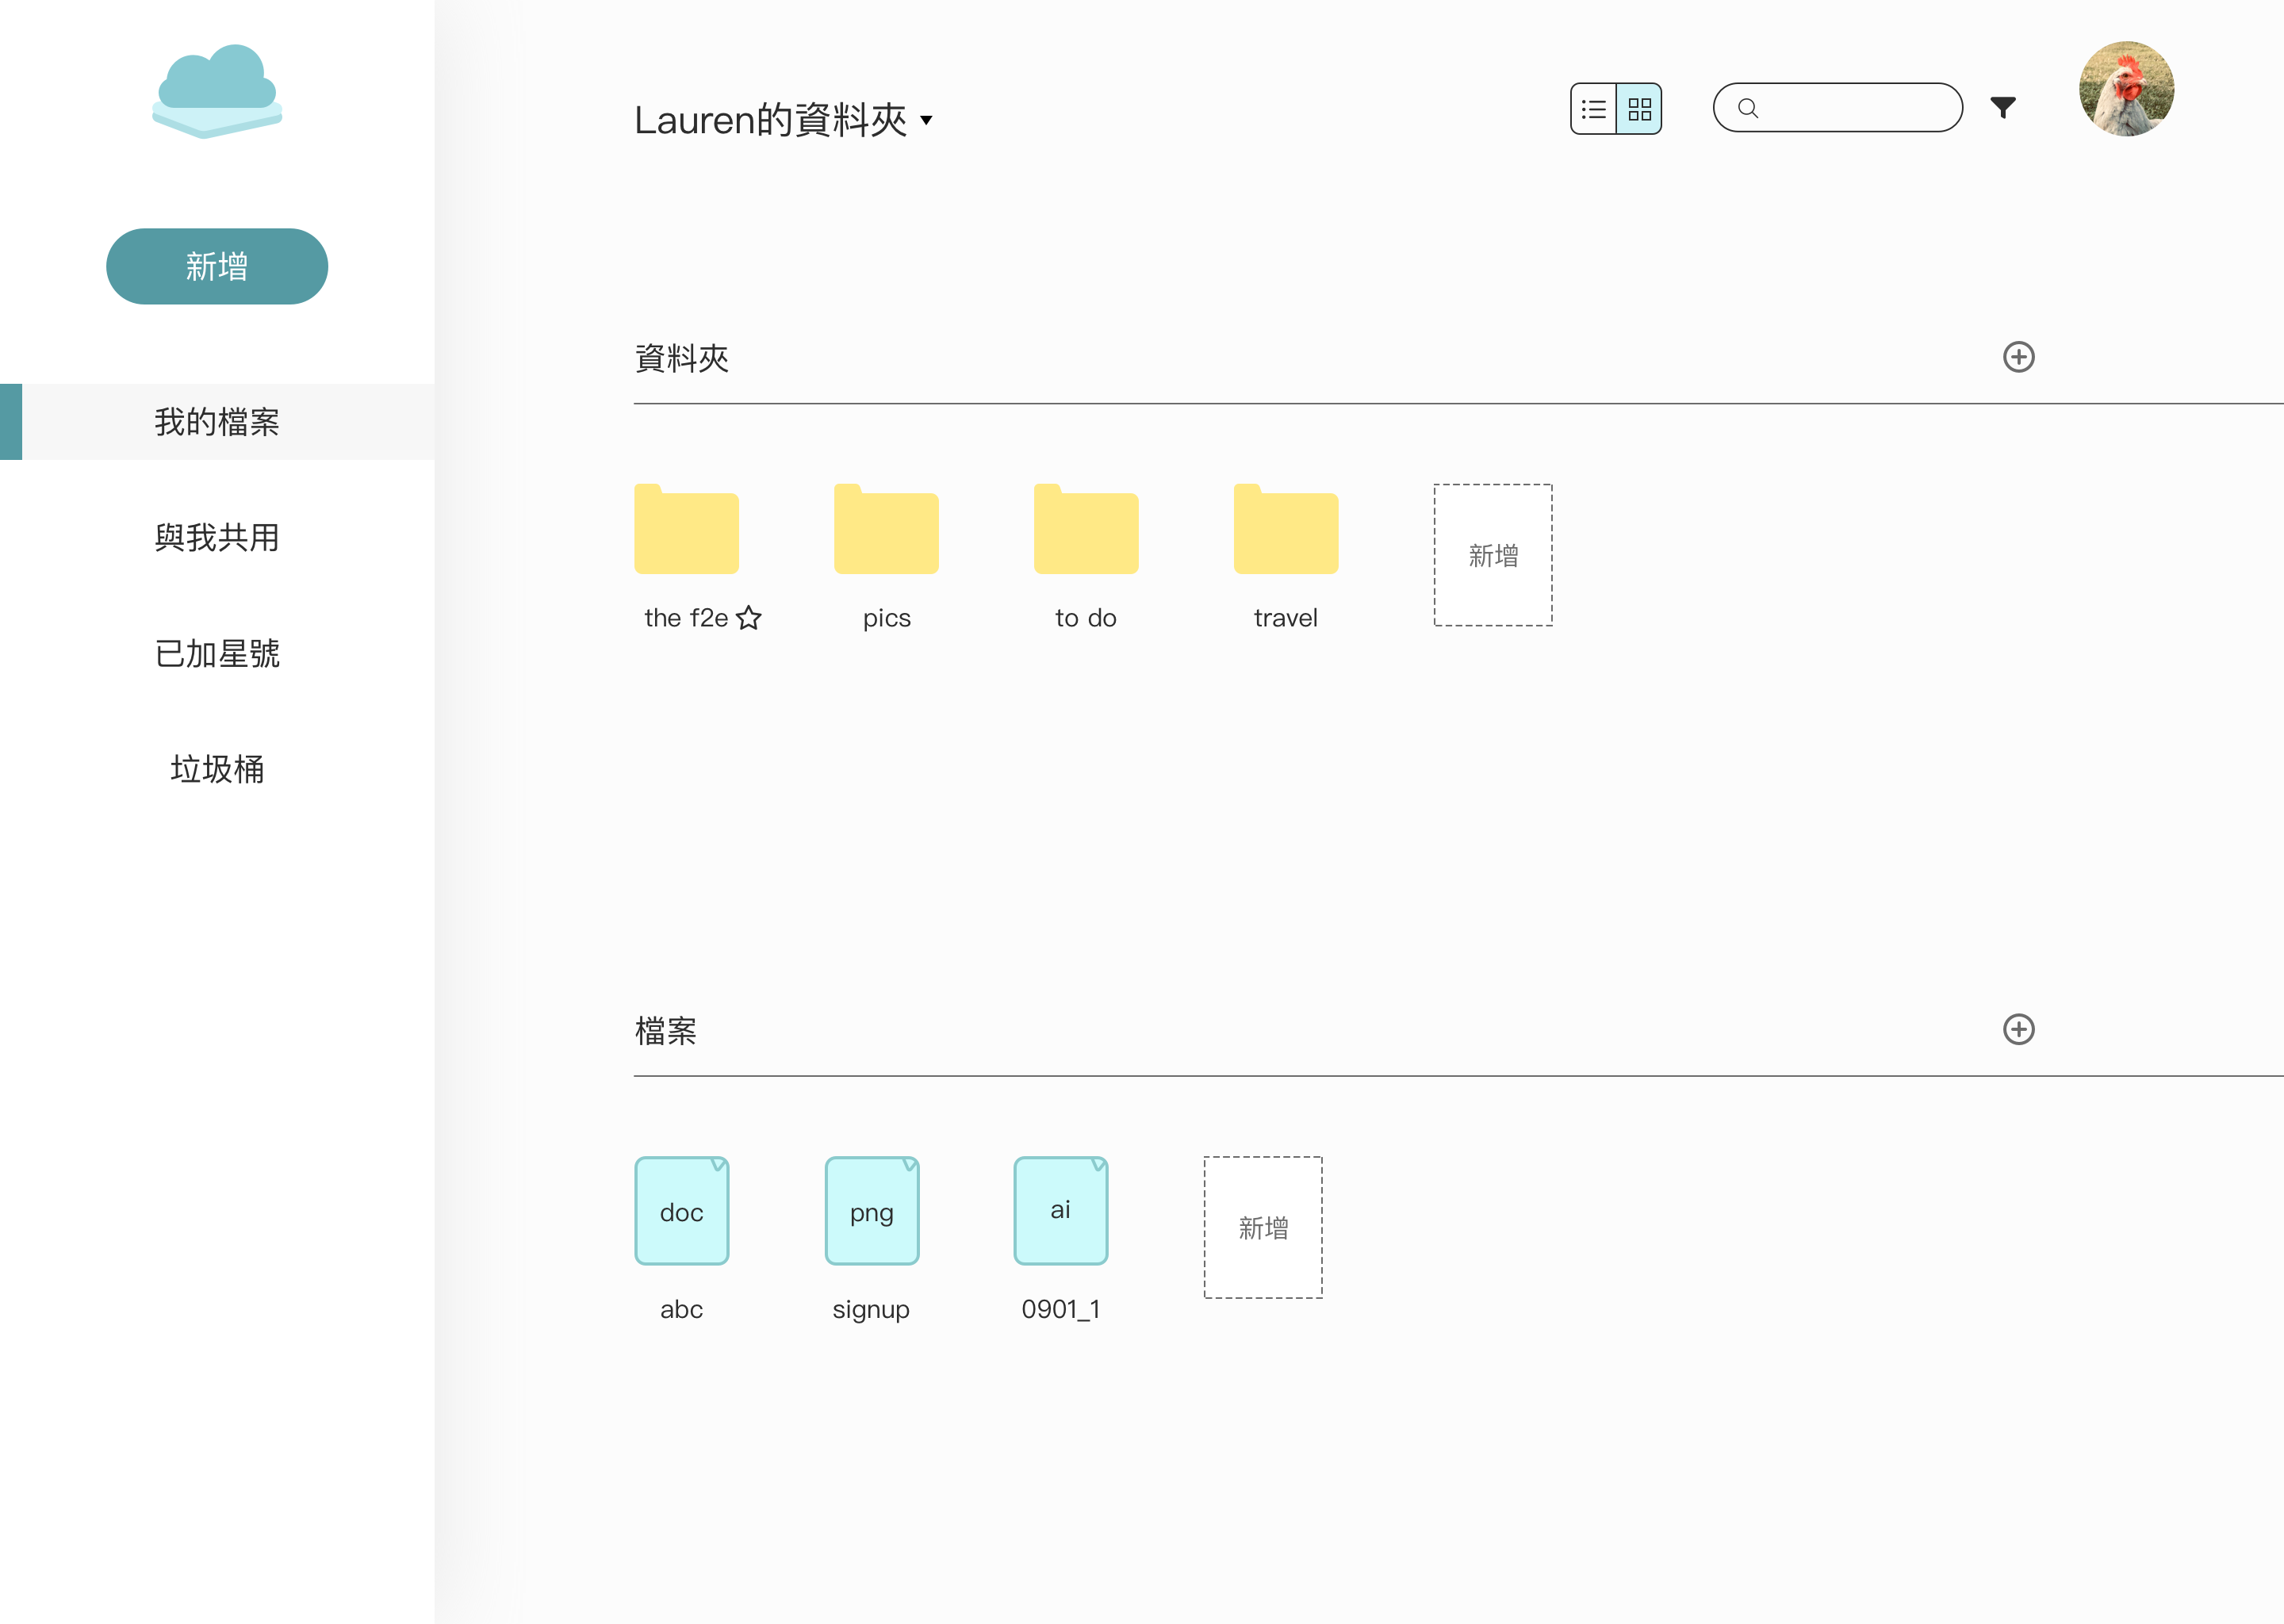 新增
我的檔案
與我共用
已加星號
垃圾桶
Lauren的資料夾
資料夾
the f2e
pics
to do
travel
新增
檔案
doc
png
ai
新增
abc
signup
0901_1